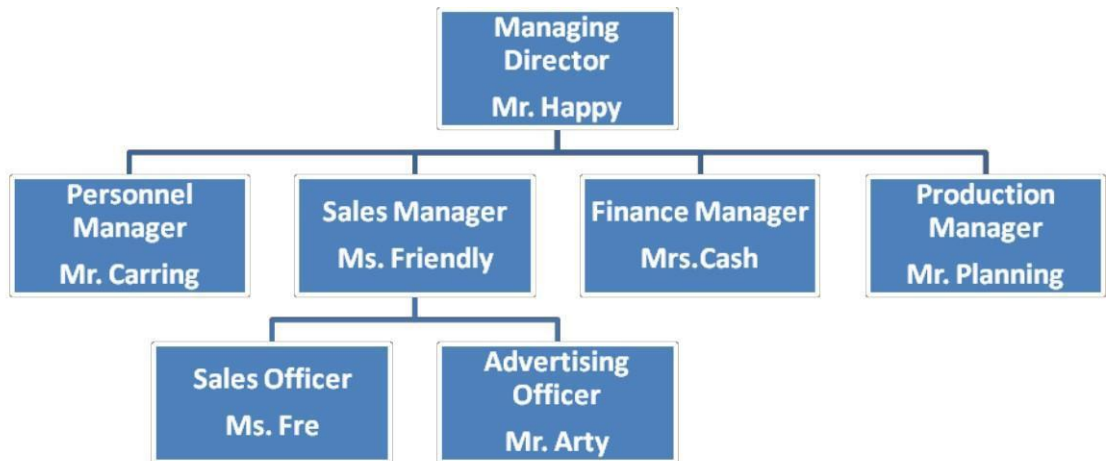 Managing
Director
Mr. Happy
Personnel
Manager
Mr. Carring
Sales Manager
Ms. Friendly
Finance Manager
Mrs.Cash
Production
Manager
Mr. Planning
Sales Officer
Ms. Fre
Advertising
Officer
Mr. Arty